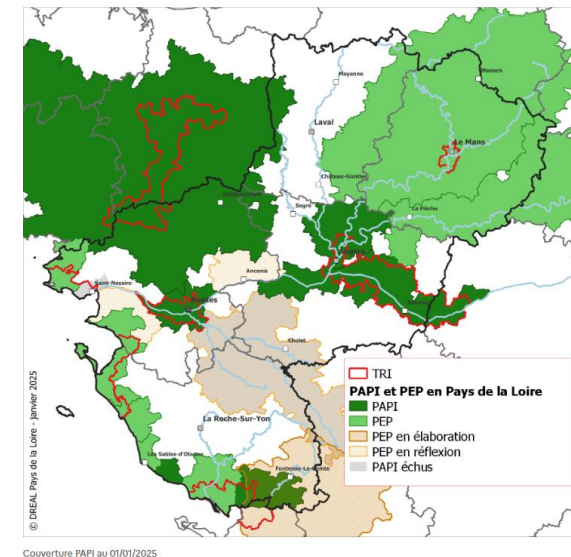 Mayenne
Mamers
Laval
Le Mans
Château-Gontier
La Flèche
Segré
Ancenis
Saint-Nazaire
Nantes
Cholet
La Roche-Sur-Yon
Les Sables-d'Olonne
Fontenay-Le-Comte
TRI
PAPI et PEP en Pays de la Loire
PAPI
PEP
PEP en élaboration
PEP en réflexion
PAPI échus
© DREAL Pays de la Loire - janvier 2025
Couverture PAPI au 01/01/2025